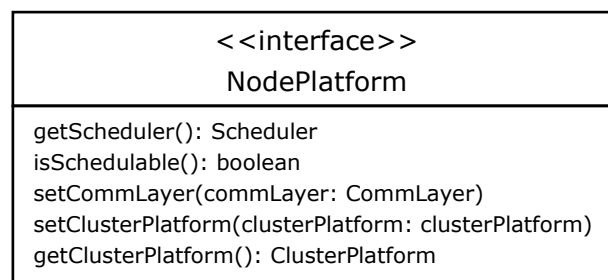 <<interface>>
NodePlatform
getScheduler(): Scheduler
isSchedulable(): boolean
setCommLayer(commLayer: CommLayer)
setClusterPlatform(clusterPlatform: clusterPlatform)
getClusterPlatform(): ClusterPlatform